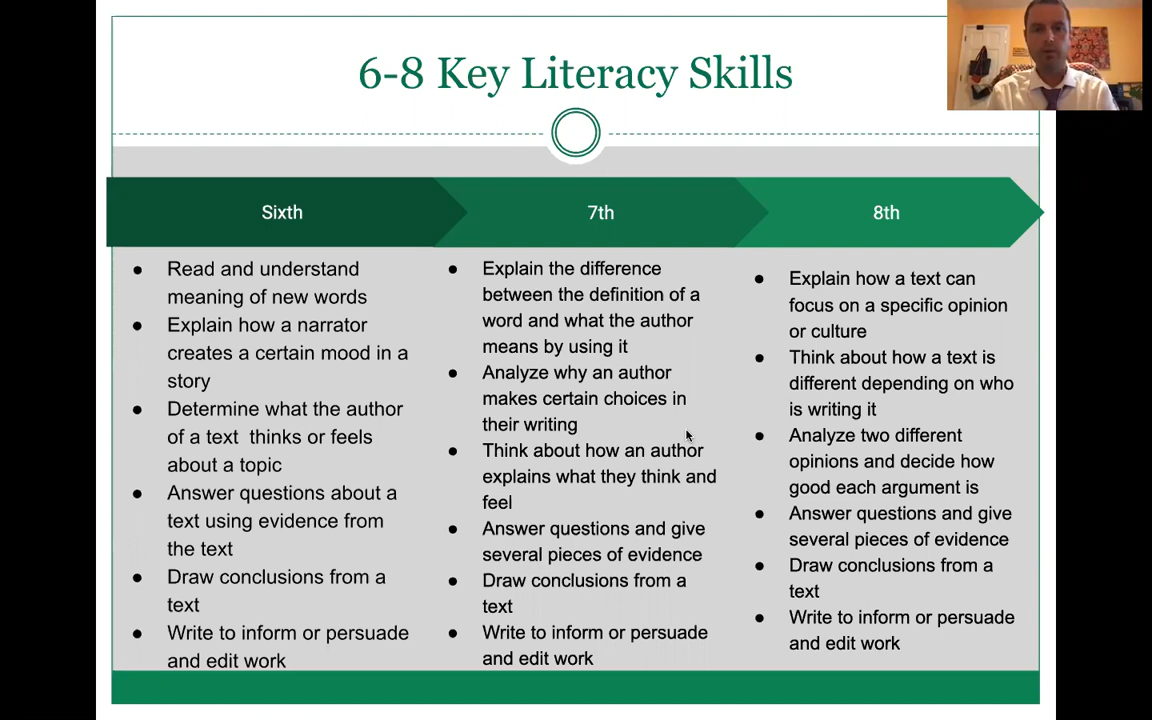 6-8 Key Literacy Skills
Sixth
7th
8th
● Read and understand
meaning of new words
● Explain how a narrator
creates a certain mood in a
story
● Determine what the author
of a text thinks or feels
about a topic
● Answer questions about a
text using evidence from
the text
● Draw conclusions from a
text
● Write to inform or persuade
and edit work
● Explain the difference
between the definition of a
word and what the author
means by using it
● Analyze why an author
makes certain choices in
their writing
● Think about how an author
explains what they think and
feel
● Answer questions and give
several pieces of evidence
● Draw conclusions from a
text
● Write to inform or persuade
and edit work
● Explain how a text can
focus on a specific opinion
or culture
● Think about how a text is
different depending on who
is writing it
● Analyze two different
opinions and decide how
good each argument is
● Answer questions and give
several pieces of evidence
● Draw conclusions from a
text
● Write to inform or persuade
and edit work